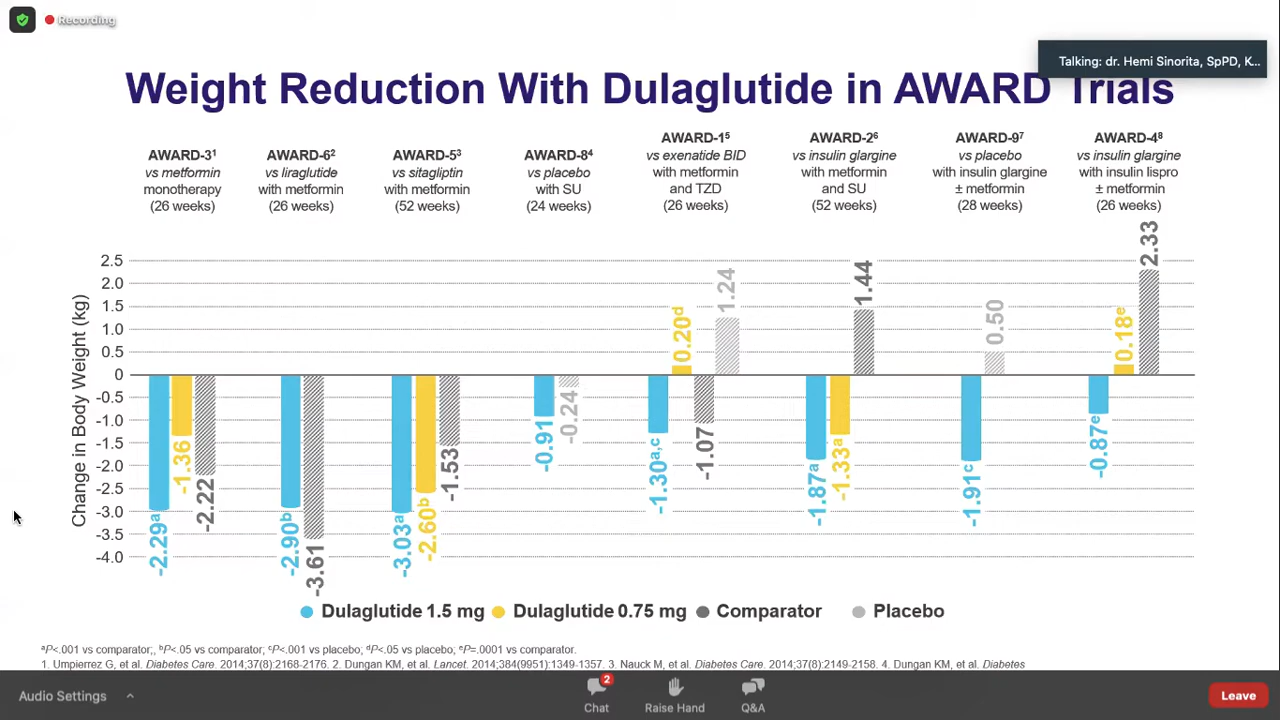 Recording
Talking: dr. Hemi Sinorita, SpPD, K...
Weight Reduction With Dulaglutide in AWARD Trials
AWARD-3¹
vs metformin
monotherapy
(26 weeks)
AWARD-6²
vs liraglutide
with metformin
(26 weeks)
AWARD-5³
vs sitagliptin
with metformin
(52 weeks)
AWARD-8⁴
vs placebo
with SU
(24 weeks)
AWARD-1⁵
vs exenatide BID
with metformin
and TZD
(26 weeks)
AWARD-2⁶
vs insulin glargine
with metformin
and SU
(52 weeks)
AWARD-9⁷
vs placebo
with insulin glargine
± metformin
(28 weeks)
AWARD-4⁸
vs insulin glargine
with insulin lispro
± metformin
(26 weeks)
Change in Body Weight (kg)
2.5
2.0
1.5
1.0
0.5
0
-0.5
-1.0
-1.5
-2.0
-2.5
-3.0
-3.5
-4.0
-2.29ᵃ
-1.36
-2.22
-2.90ᵇ
-3.61
-3.03ᵃ
-2.60ᵇ
-1.53
-0.91
-0.24
-1.30ᵃ,ᶜ
0.20ᵈ
-1.07
1.24
-1.87ᵃ
-1.33ᵃ
1.44
-1.91ᶜ
0.50
-0.87ᵉ
0.18ᵉ
2.33
Dulaglutide 1.5 mg Dulaglutide 0.75 mg Comparator Placebo
ᵃP<.001 vs comparator;, ᵇP<.05 vs comparator; ᶜP<.001 vs placebo; ᵈP<.05 vs placebo; ᵉP=.0001 vs comparator.
1. Umpierrez G, et al. Diabetes Care. 2014;37(8):2168-2176. 2. Dungan KM, et al. Lancet. 2014;384(9951):1349-1357. 3. Nauck M, et al. Diabetes Care. 2014;37(8):2149-2158. 4. Dungan KM, et al. Diabetes
Audio Settings
2
Chat
Raise Hand
Q&A
Leave